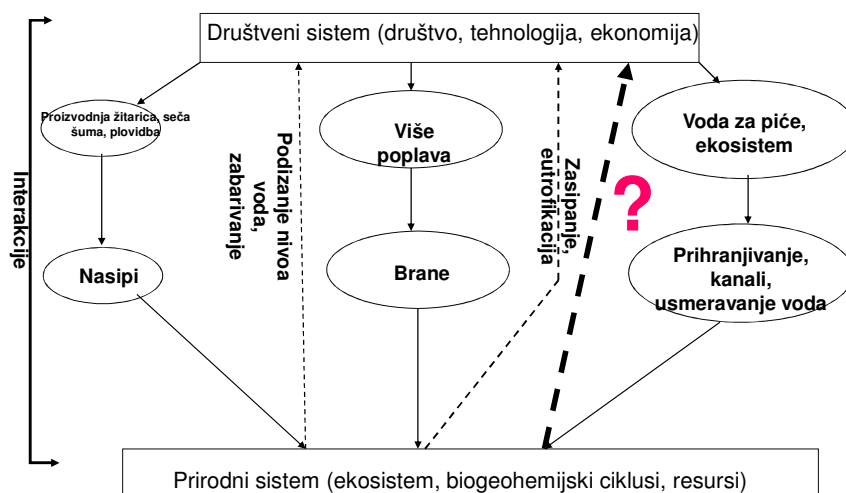 Društveni sistem (društvo, tehnologija, ekonomija)
Proizvodnja žitarica, seča
šuma, plovidba
Više
poplava
Voda za piće,
ekosistem
Interakcije
Podizanje nivoa
voda,
zabarivanje
Zasipanje,
eutrofikacija
?
Nasipi
Brane
Prihranjivanje,
kanali,
usmeravanje voda
Prirodni sistem (ekosistem, biogeohemijski ciklusi, resursi)